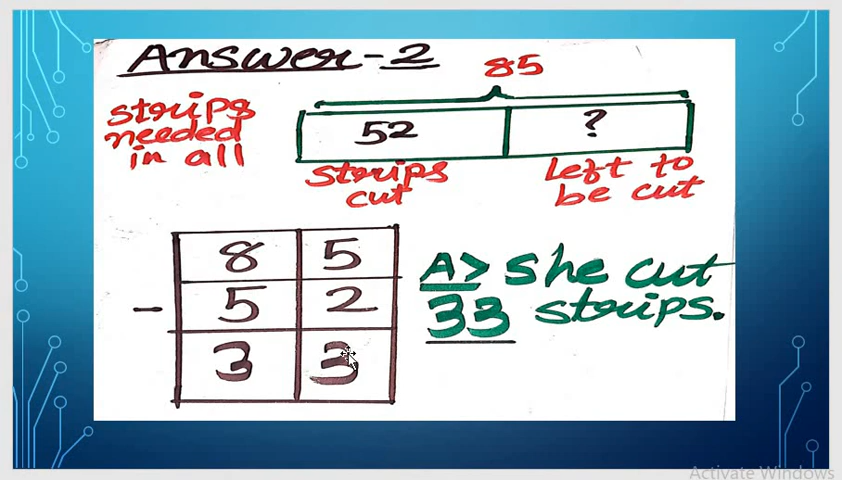 Answer-2
85
strips
needed
in all
52
?
strips
cut
Left to
be cut
8 5
- 5 2
3 3
A> She cut
33 strips.
Activate Windows